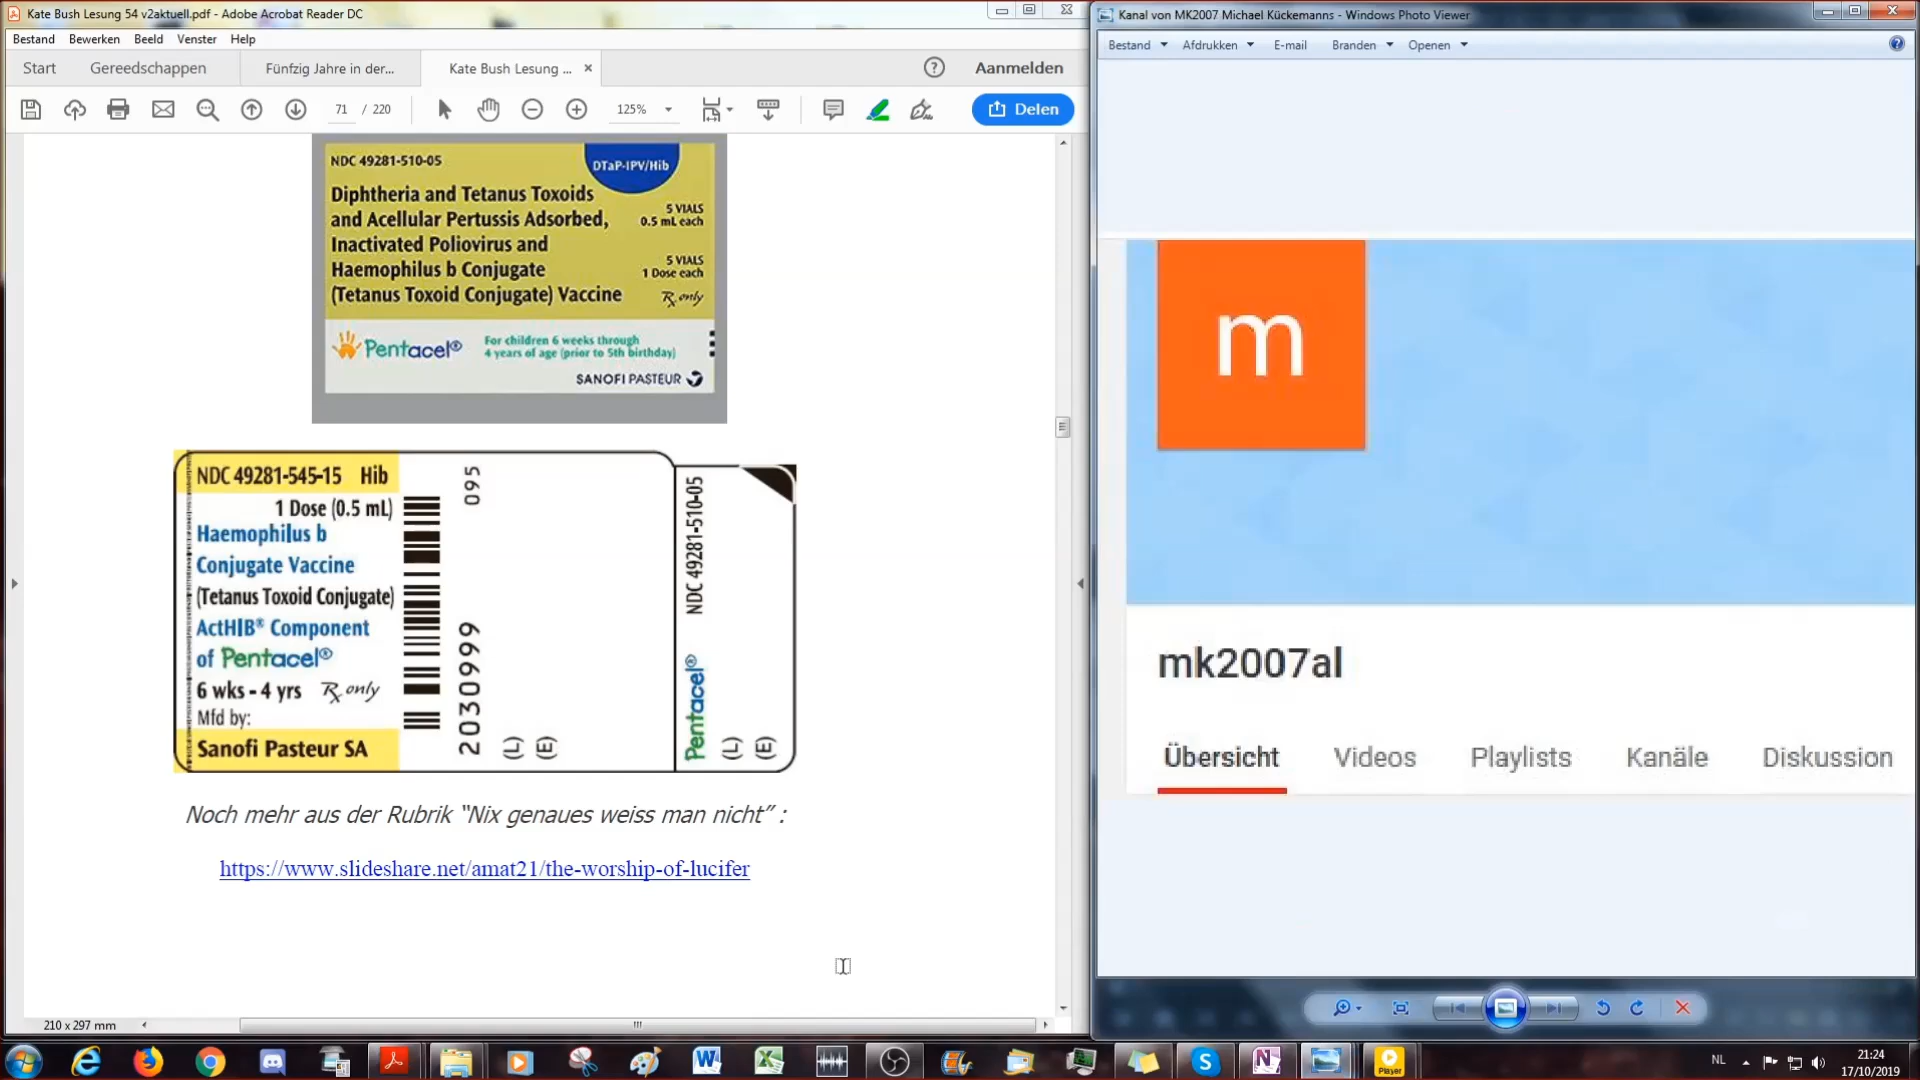 Kate Bush Lesung 54 v2aktuell.pdf - Adobe Acrobat Reader DC
Bestand Bewerken Beeld Venster Help
Start Gereedschappen Fünfzig Jahre in der... Kate Bush Lesung ... × Aanmelden
71 / 220 125% Delen
NDC 49281-510-05
DTaP-IPV/Hib
Diphtheria and Tetanus Toxoids
and Acellular Pertussis Adsorbed,
Inactivated Poliovirus and
Haemophilus b Conjugate
(Tetanus Toxoid Conjugate) Vaccine
5 VIALS
0.5 mL each
5 VIALS
1 Dose each
Rx only
Pentacel®
For children 6 weeks through
4 years of age (prior to 5th birthday)
SANOFI PASTEUR
NDC 49281-545-15 Hib
1 Dose (0.5 mL)
Haemophilus b
Conjugate Vaccine
(Tetanus Toxoid Conjugate)
ActHIB® Component
of Pentacel®
6 wks - 4 yrs Rx only
Mfd by:
Sanofi Pasteur SA
2030999 095
(L)
(E)
Pentacel® NDC 49281-510-05
(L)
(E)
Noch mehr aus der Rubrik “Nix genaues weiss man nicht” :
https://www.slideshare.net/amat21/the-worship-of-lucifer
210 x 297 mm
Kanal von MK2007 Michael Kückemanns - Windows Photo Viewer
Bestand Afdrukken E-mail Branden Openen
m
mk2007al
Übersicht Videos Playlists Kanäle Diskussion
Player
NL
21:24
17/10/2019